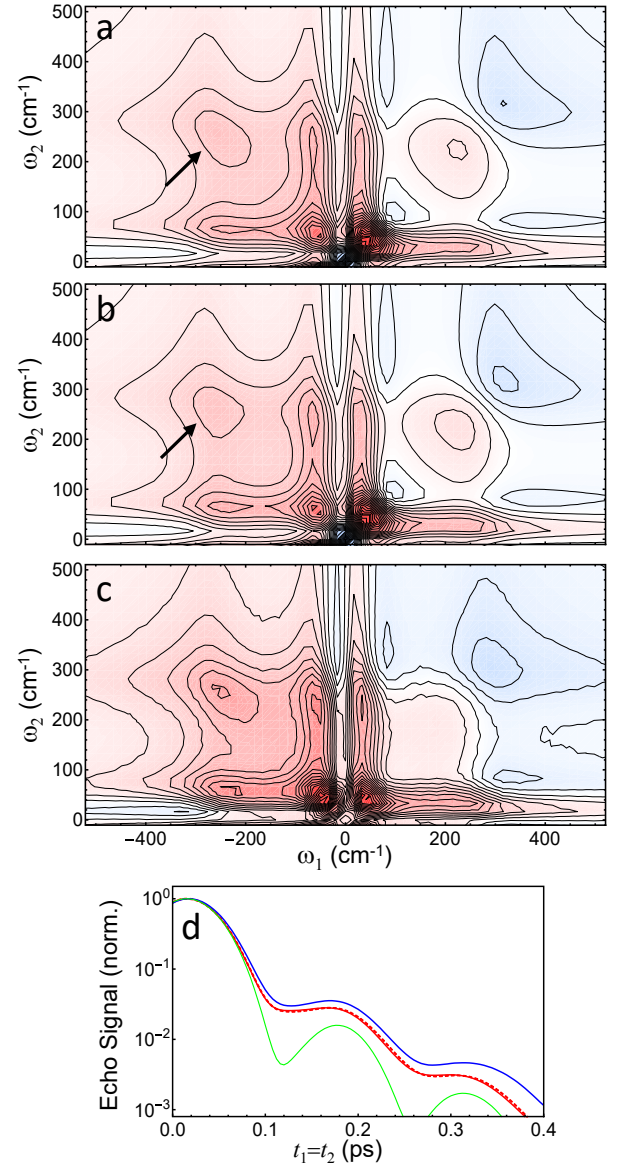 a
500
400
300
200
100
0
ω2 (cm-1)
b
500
400
300
200
100
0
ω2 (cm-1)
c
500
400
300
200
100
0
ω2 (cm-1)
−400 −200 0 200 400
ω1 (cm-1)
d
10^0
10^-1
10^-2
10^-3
Echo Signal (norm.)
0.0 0.1 0.2 0.3 0.4
t1=t2 (ps)